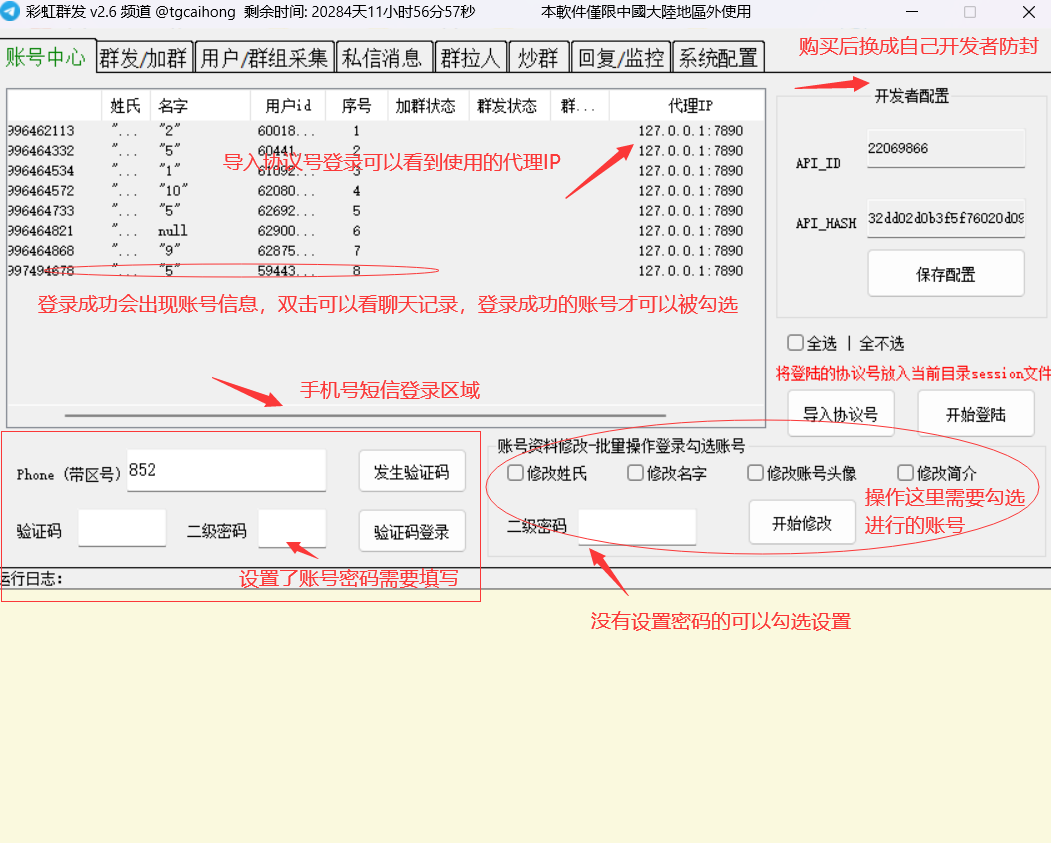 彩虹群发 v2.6 频道 @tgcaihong 剩余时间: 20284天11小时56分57秒 本軟件僅限中國大陸地區外使用
购买后换成自己开发者防封
账号中心 群发/加群 用户/群组采集 私信消息 群拉人 炒群 回复/监控 系统配置
姓氏 名字 用户id 序号 加群状态 群发状态 群... 代理IP
996462113 "... "2" 60018... 1 127.0.0.1:7890
996464332 "... "5" 60441... 2 127.0.0.1:7890
导入协议号登录可以看到使用的代理IP
996464534 "... "1" 61092... 3 127.0.0.1:7890
996464572 "... "10" 62080... 4 127.0.0.1:7890
996464733 "... "5" 62692... 5 127.0.0.1:7890
996464821 "... null 62900... 6 127.0.0.1:7890
996464868 "... "9" 62875... 7 127.0.0.1:7890
997494678 "... "5" 59443... 8 127.0.0.1:7890
登录成功会出现账号信息，双击可以看聊天记录，登录成功的账号才可以被勾选
手机号短信登录区域
开发者配置
API_ID 22069866
API_HASH 32dd02d0b3f5f76020d09
保存配置
全选 | 全不选
将登陆的协议号放入当前目录session文件
导入协议号 开始登陆
Phone（带区号） 852 发生验证码
验证码 二级密码 验证码登录
设置了账号密码需要填写
账号资料修改-批量操作登录勾选账号
修改姓氏 修改名字 修改账号头像 修改简介
操作这里需要勾选
进行的账号
二级密码 开始修改
没有设置密码的可以勾选设置
运行日志: